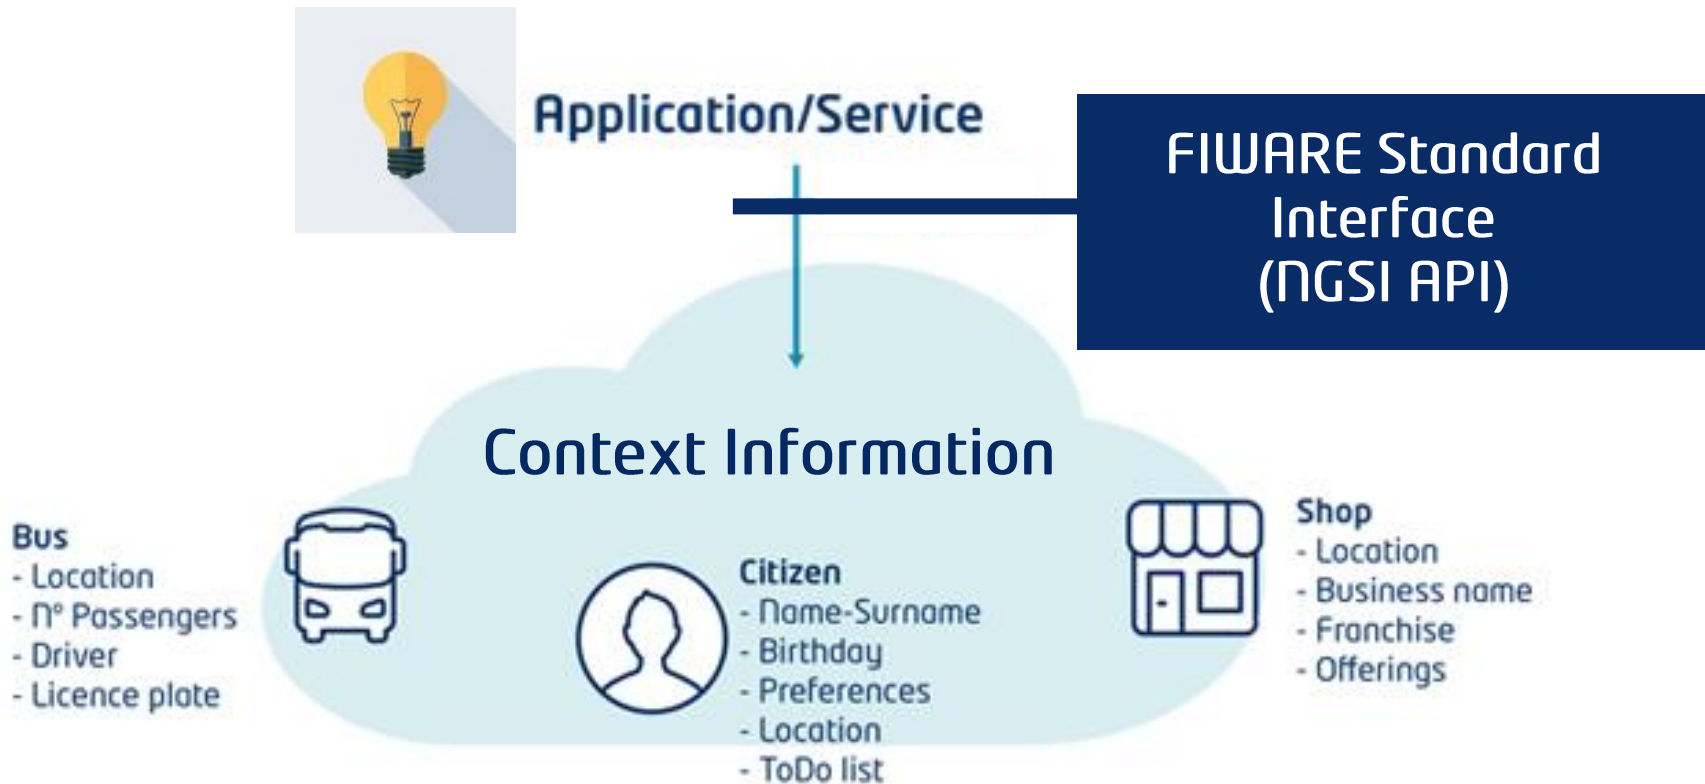 Application/Service
FIWARE Standard
Interface
(NGSI API)
Context Information
Bus
- Location
- Nº Passengers
- Driver
- Licence plate
Citizen
- Name-Surname
- Birthday
- Preferences
- Location
- ToDo list
Shop
- Location
- Business name
- Franchise
- Offerings